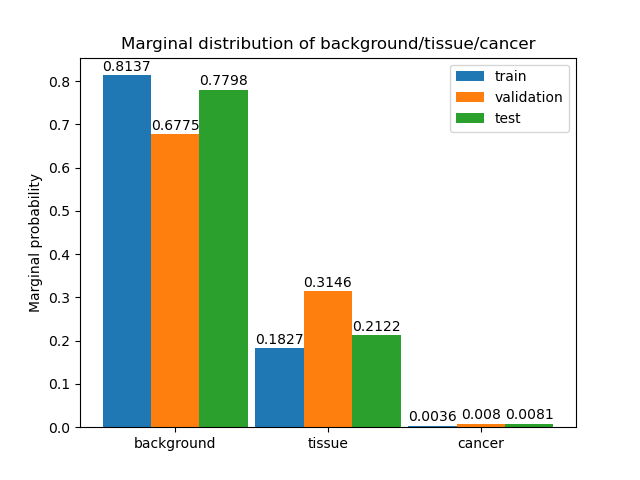 Marginal distribution of background/tissue/cancer
0.8137
0.6775
0.7798
0.1827
0.3146
0.2122
0.0036
0.008
0.0081
train
validation
test
Marginal probability
0.8
0.7
0.6
0.5
0.4
0.3
0.2
0.1
0.0
background
tissue
cancer